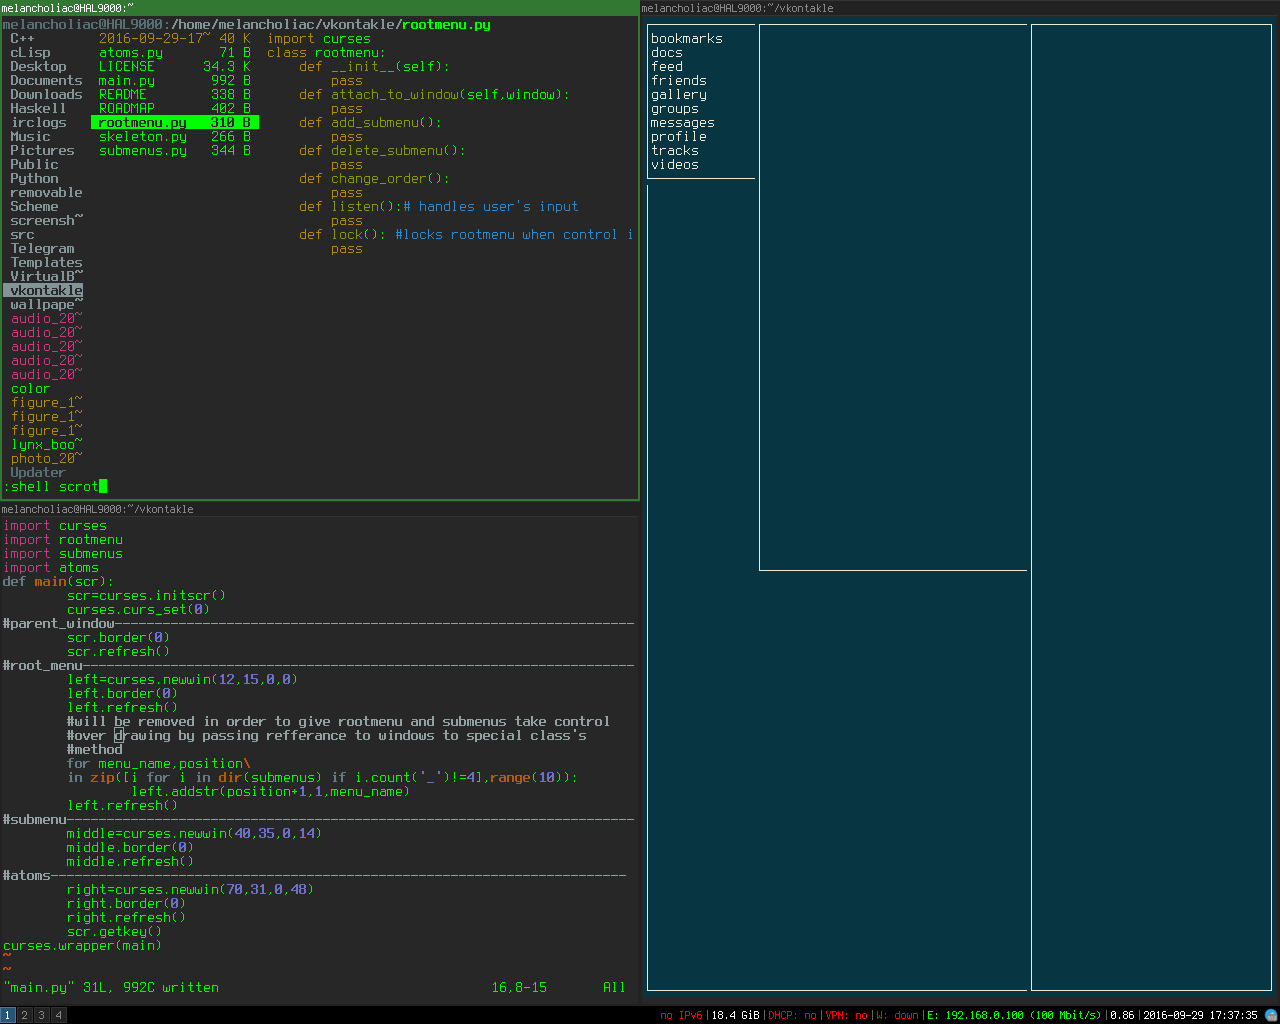 melancholiac@HAL9000:~
melancholiac@HAL9000:/home/melancholiac/vkontakle/rootmenu.py
C++
cLisp
Desktop
Documents
Downloads
Haskell
irclogs
Music
Pictures
Public
Python
removable
Scheme
screensh~
src
Telegram
Templates
VirtualB~
vkontakle
wallpape~
audio_20~
audio_20~
audio_20~
audio_20~
audio_20~
color
figure_1~
figure_1~
figure_1~
lynx_boo~
photo_20~
Updater
2016-09-29-17~ 40 K
atoms.py 71 B
LICENSE 34.3 K
main.py 992 B
README 338 B
ROADMAP 402 B
rootmenu.py 310 B
skeleton.py 266 B
submenus.py 344 B
import curses
class rootmenu:
    def __init__(self):
        pass
    def attach_to_window(self,window):
        pass
    def add_submenu():
        pass
    def delete_submenu():
        pass
    def change_order():
        pass
    def listen():# handles user's input
        pass
    def lock(): #locks rootmenu when control i
        pass
:shell scrot
melancholiac@HAL9000:~/vkontakle
import curses
import rootmenu
import submenus
import atoms
def main(scr):
        scr=curses.initscr()
        curses.curs_set(0)
#parent_window---------------------------------------------------------------
        scr.border(0)
        scr.refresh()
#root_menu---------------------------------------------------------------------
        left=curses.newwin(12,15,0,0)
        left.border(0)
        left.refresh()
        #will be removed in order to give rootmenu and submenus take control
        #over drawing by passing refferance to windows to special class's
        #method
        for menu_name,position\
        in zip([i for i in dir(submenus) if i.count('_')!=4],range(10)):
                left.addstr(position+1,1,menu_name)
        left.refresh()
#submenu-----------------------------------------------------------------------
        middle=curses.newwin(40,35,0,14)
        middle.border(0)
        middle.refresh()
#atoms------------------------------------------------------------------------
        right=curses.newwin(70,31,0,48)
        right.border(0)
        right.refresh()
        scr.getkey()
curses.wrapper(main)
~
~
"main.py" 31L, 992C written 16,8-15 All
melancholiac@HAL9000:~/vkontakle
bookmarks
docs
feed
friends
gallery
groups
messages
profile
tracks
videos
1 2 3 4
no IPv6|18.4 GiB|DHCP: no|VPN: no|W: down|E: 192.168.0.100 (100 Mbit/s)|0.86|2016-09-29 17:37:35